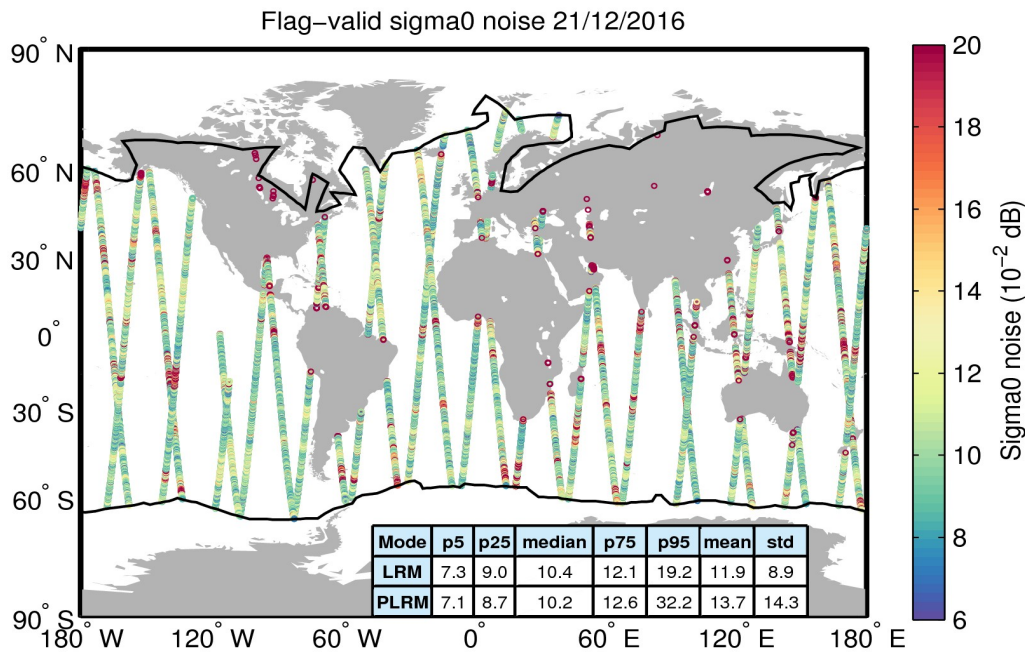 Flag−valid sigma0 noise 21/12/2016
90° N
60° N
30° N
0°
30° S
60° S
90° S
180° W
120° W
60° W
0°
60° E
120° E
180° E
Mode p5 p25 median p75 p95 mean std
LRM 7.3 9.0 10.4 12.1 19.2 11.9 8.9
PLRM 7.1 8.7 10.2 12.6 32.2 13.7 14.3
20
18
16
14
12
10
8
6
Sigma0 noise (10⁻² dB)